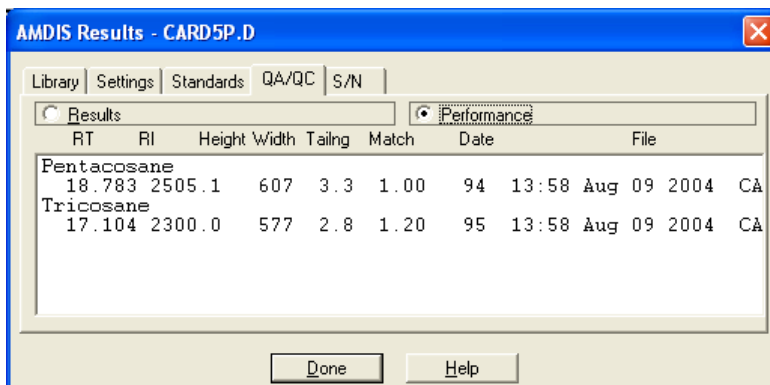 AMDIS Results - CARD5P.D
Library Settings Standards QA/QC S/N
Results Performance
RT RI Height Width Tailng Match Date File
Pentacosane
18.783 2505.1 607 3.3 1.00 94 13:58 Aug 09 2004 CA
Tricosane
17.104 2300.0 577 2.8 1.20 95 13:58 Aug 09 2004 CA
Done Help